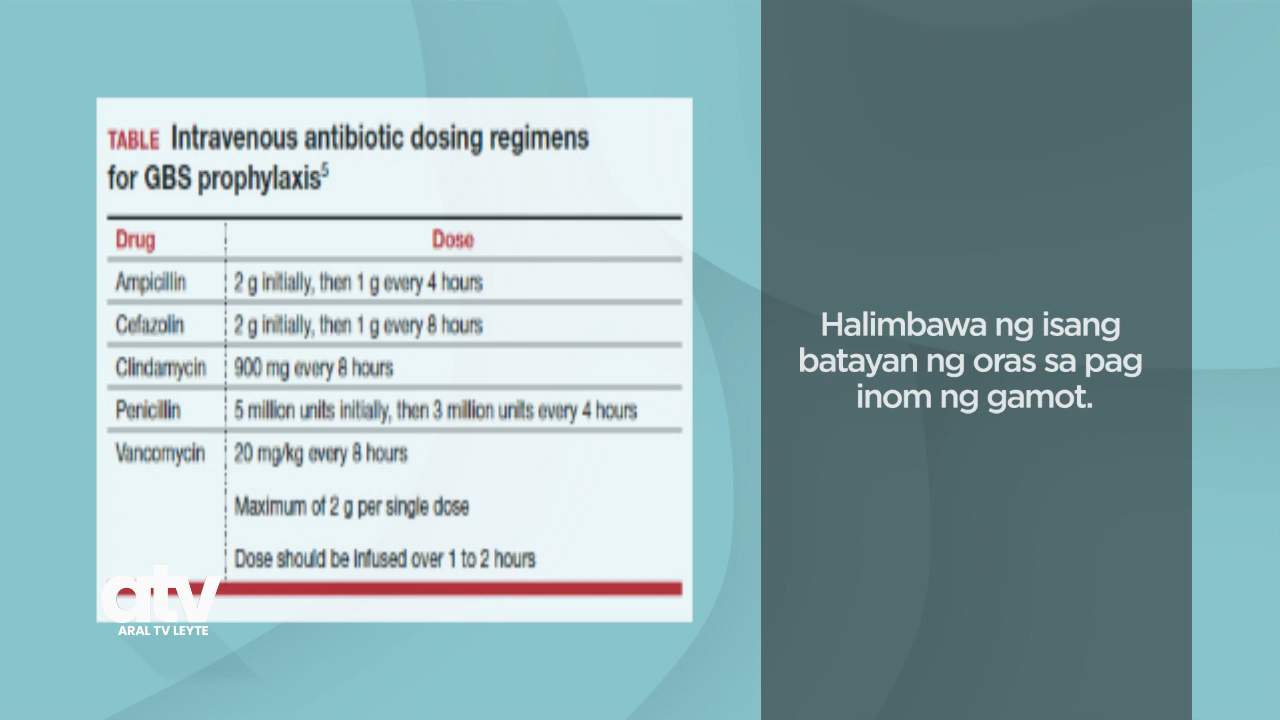 TABLE Intravenous antibiotic dosing regimens
for GBS prophylaxis⁵
Drug Dose
Ampicillin 2 g initially, then 1 g every 4 hours
Cefazolin 2 g initially, then 1 g every 8 hours
Clindamycin 900 mg every 8 hours
Penicillin 5 million units initially, then 3 million units every 4 hours
Vancomycin 20 mg/kg every 8 hours
Maximum of 2 g per single dose
Dose should be infused over 1 to 2 hours
atv
ARAL TV LEYTE
Halimbawa ng isang
batayan ng oras sa pag
inom ng gamot.